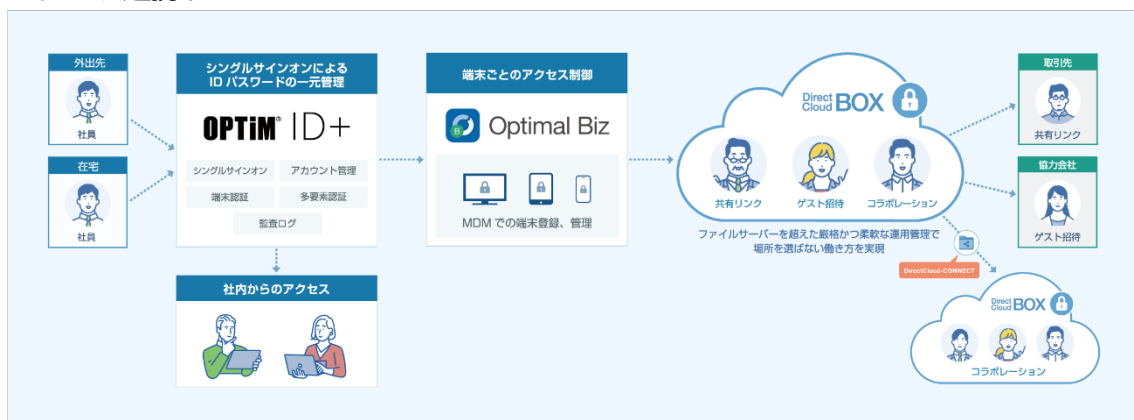 外出先
社員
在宅
社員
シングルサインオンによる
ID パスワードの一元管理
OPTiM® ID+
シングルサインオン
アカウント管理
端末認証
多要素認証
監査ログ
社内からのアクセス
端末ごとのアクセス制御
Optimal Biz
MDM での端末登録、管理
Direct Cloud BOX
共有リンク
ゲスト招待
コラボレーション
ファイルサーバーを超えた厳格かつ柔軟な運用管理で
場所を選ばない働き方を実現
DirectCloud-CONNECT
取引先
共有リンク
協力会社
ゲスト招待
Direct Cloud BOX
コラボレーション